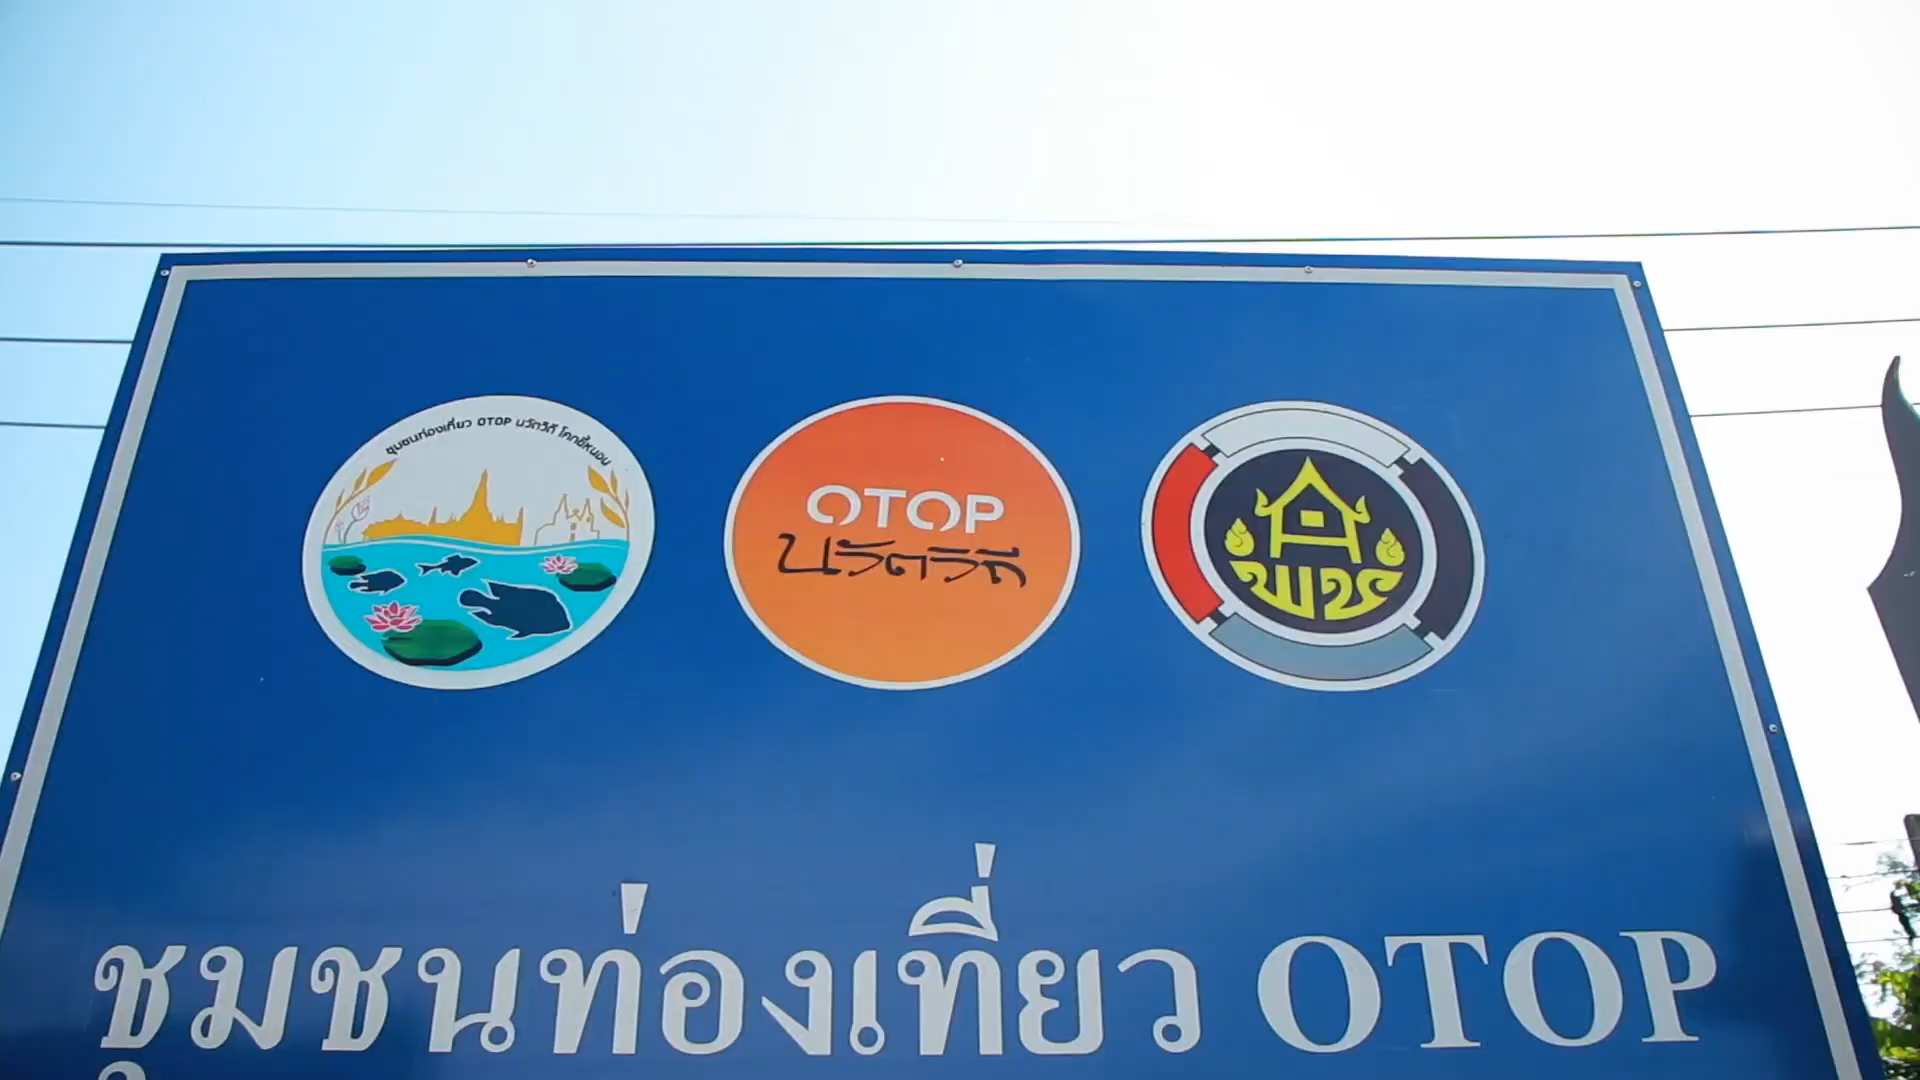 ชุมชนท่องเที่ยว OTOP นวัตวิถี โคกขี้หนอน
OTOP
นวัตวิถี
พช
ชุมชนท่องเที่ยว OTOP